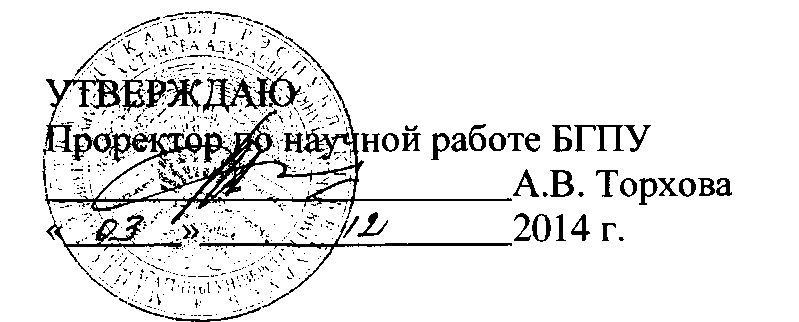 УТВЕРЖДАЮ
Проректор по научной работе БГПУ
А.В. Торхова
« 03 » 12 2014 г.